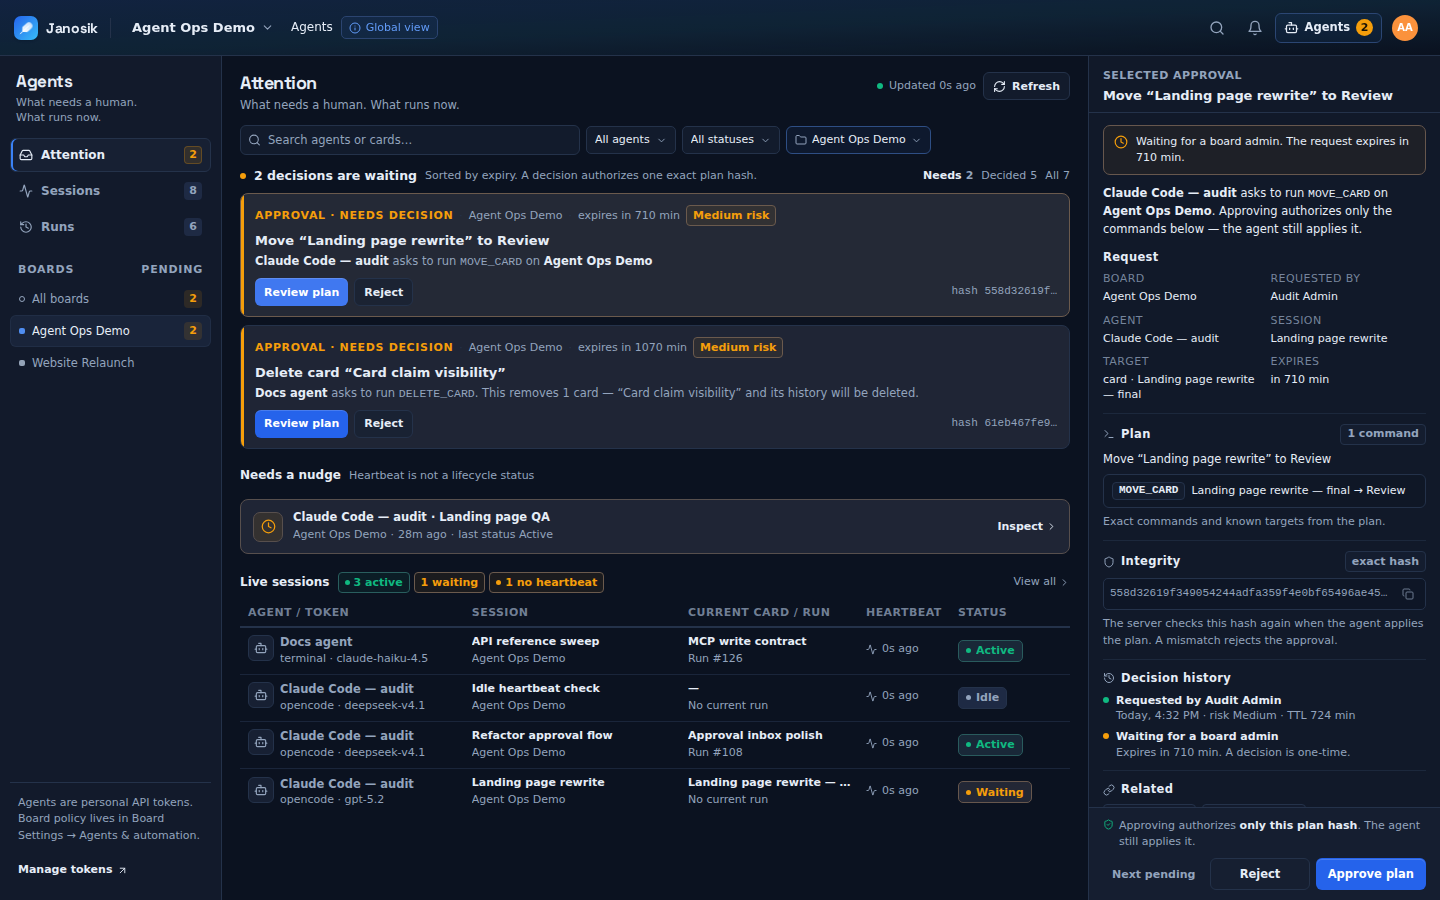 Janosik
Agent Ops Demo
Agents
Global view
Agents 2
AA
Agents
What needs a human.
What runs now.
Attention 2
Sessions 8
Runs 6
BOARDS PENDING
All boards 2
Agent Ops Demo 2
Website Relaunch
Agents are personal API tokens.
Board policy lives in Board
Settings → Agents & automation.
Manage tokens
Attention
What needs a human. What runs now.
Updated 0s ago
Refresh
Search agents or cards…
All agents
All statuses
Agent Ops Demo
2 decisions are waiting Sorted by expiry. A decision authorizes one exact plan hash.
Needs 2 Decided 5 All 7
APPROVAL · NEEDS DECISION Agent Ops Demo expires in 710 min Medium risk
Move “Landing page rewrite” to Review
Claude Code — audit asks to run MOVE_CARD on Agent Ops Demo
Review plan Reject hash 558d32619f…
APPROVAL · NEEDS DECISION Agent Ops Demo expires in 1070 min Medium risk
Delete card “Card claim visibility”
Docs agent asks to run DELETE_CARD. This removes 1 card — “Card claim visibility” and its history will be deleted.
Review plan Reject hash 61eb467fe9…
Needs a nudge Heartbeat is not a lifecycle status
Claude Code — audit · Landing page QA
Agent Ops Demo · 28m ago · last status Active
Inspect
Live sessions 3 active 1 waiting 1 no heartbeat View all
AGENT / TOKEN SESSION CURRENT CARD / RUN HEARTBEAT STATUS
Docs agent API reference sweep MCP write contract 0s ago Active
terminal · claude-haiku-4.5 Agent Ops Demo Run #126
Claude Code — audit Idle heartbeat check — 0s ago Idle
opencode · deepseek-v4.1 Agent Ops Demo No current run
Claude Code — audit Refactor approval flow Approval inbox polish 0s ago Active
opencode · deepseek-v4.1 Agent Ops Demo Run #108
Claude Code — audit Landing page rewrite Landing page rewrite — … 0s ago Waiting
opencode · gpt-5.2 Agent Ops Demo No current run
SELECTED APPROVAL
Move “Landing page rewrite” to Review
Waiting for a board admin. The request expires in
710 min.
Claude Code — audit asks to run MOVE_CARD on
Agent Ops Demo. Approving authorizes only the
commands below — the agent still applies it.
Request
BOARD REQUESTED BY
Agent Ops Demo Audit Admin
AGENT SESSION
Claude Code — audit Landing page rewrite
TARGET EXPIRES
card · Landing page rewrite in 710 min
— final
Plan 1 command
Move “Landing page rewrite” to Review
MOVE_CARD Landing page rewrite — final → Review
Exact commands and known targets from the plan.
Integrity exact hash
558d32619f349054244adfa359f4e0bf65496ae45…
The server checks this hash again when the agent applies
the plan. A mismatch rejects the approval.
Decision history
Requested by Audit Admin
Today, 4:32 PM · risk Medium · TTL 724 min
Waiting for a board admin
Expires in 710 min. A decision is one-time.
Related
Approving authorizes only this plan hash. The agent
still applies it.
Next pending Reject Approve plan